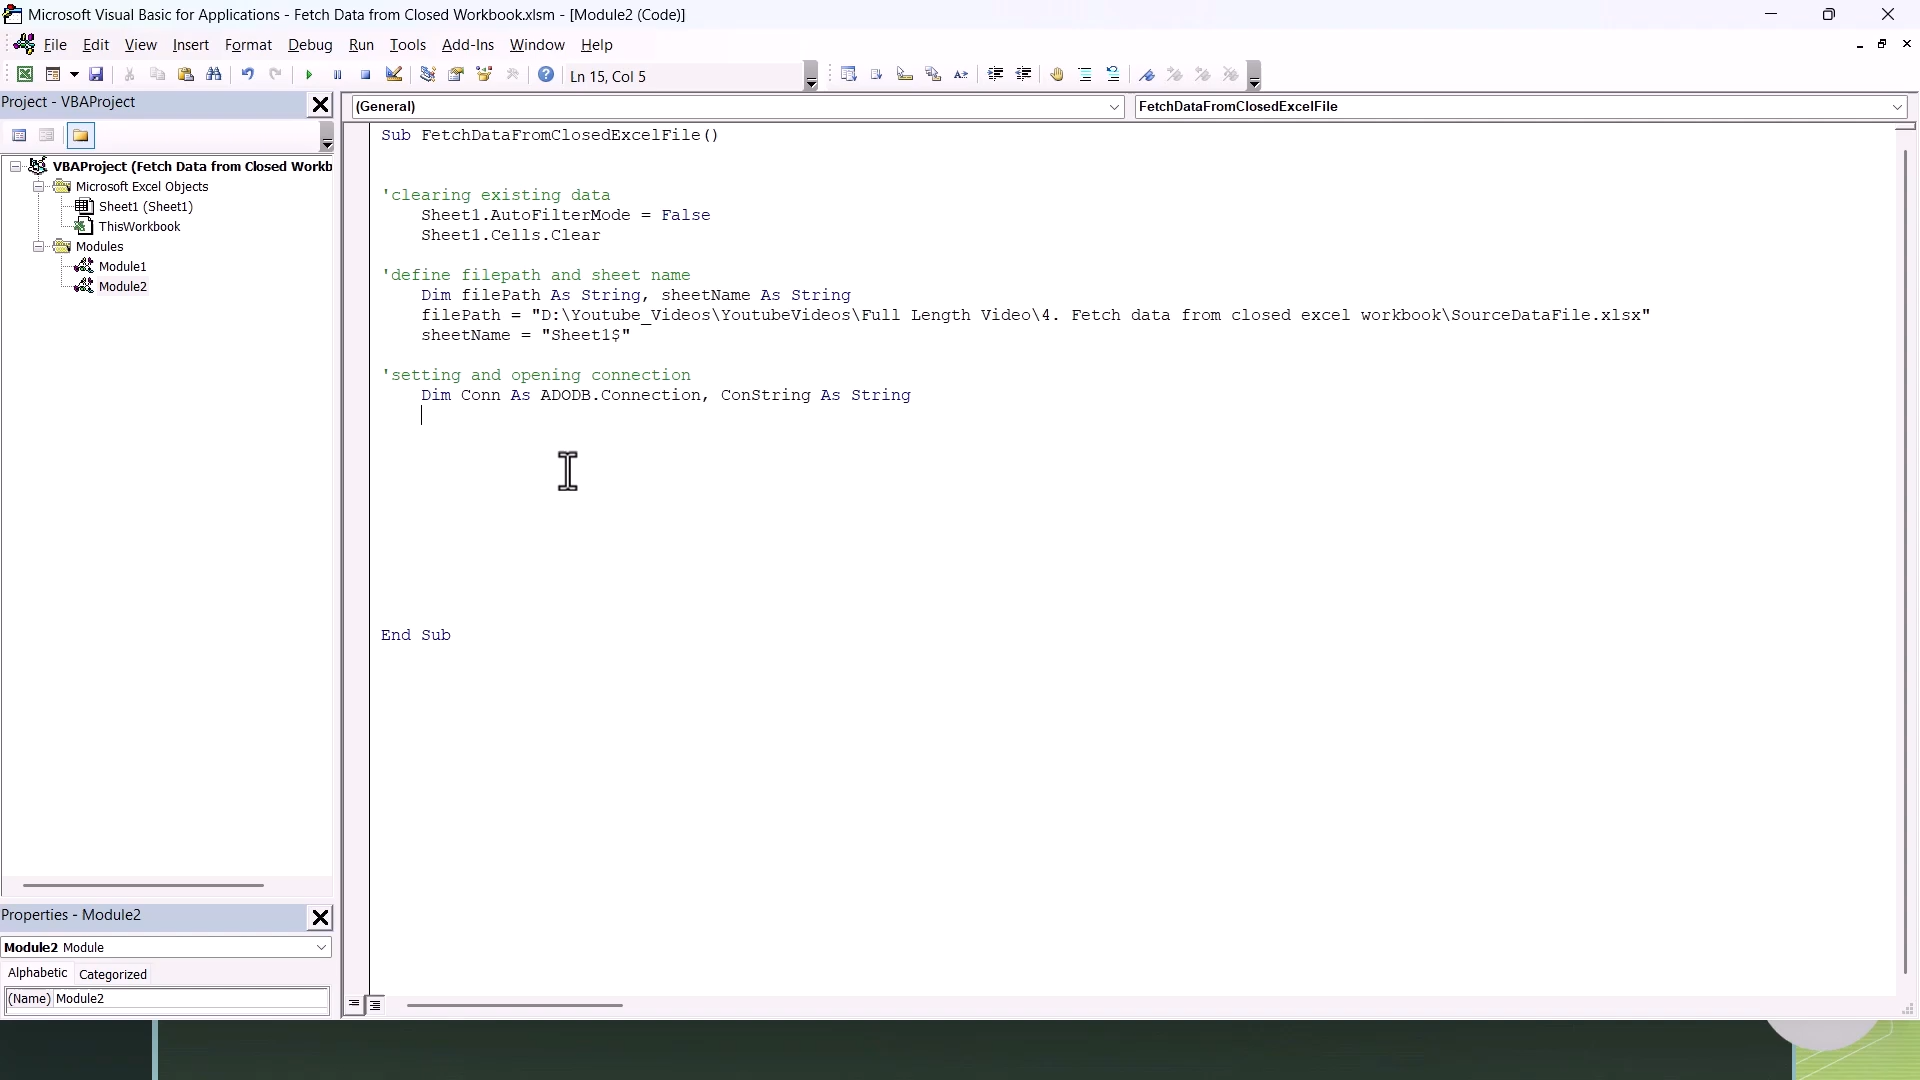 Microsoft Visual Basic for Applications - Fetch Data from Closed Workbook.xlsm - [Module2 (Code)]
File Edit View Insert Format Debug Run Tools Add-Ins Window Help
Ln 15, Col 5
Project - VBAProject
(General)
FetchDataFromClosedExcelFile
VBAProject (Fetch Data from Closed Workb
Microsoft Excel Objects
Sheet1 (Sheet1)
ThisWorkbook
Modules
Module1
Module2
Sub FetchDataFromClosedExcelFile()
'clearing existing data
Sheet1.AutoFilterMode = False
Sheet1.Cells.Clear
'define filepath and sheet name
Dim filePath As String, sheetName As String
filePath = "D:\Youtube_Videos\YoutubeVideos\Full Length Video\4. Fetch data from closed excel workbook\SourceDataFile.xlsx"
sheetName = "Sheet1$"
'setting and opening connection
Dim Conn As ADODB.Connection, ConString As String
End Sub
Properties - Module2
Module2 Module
Alphabetic Categorized
(Name) Module2